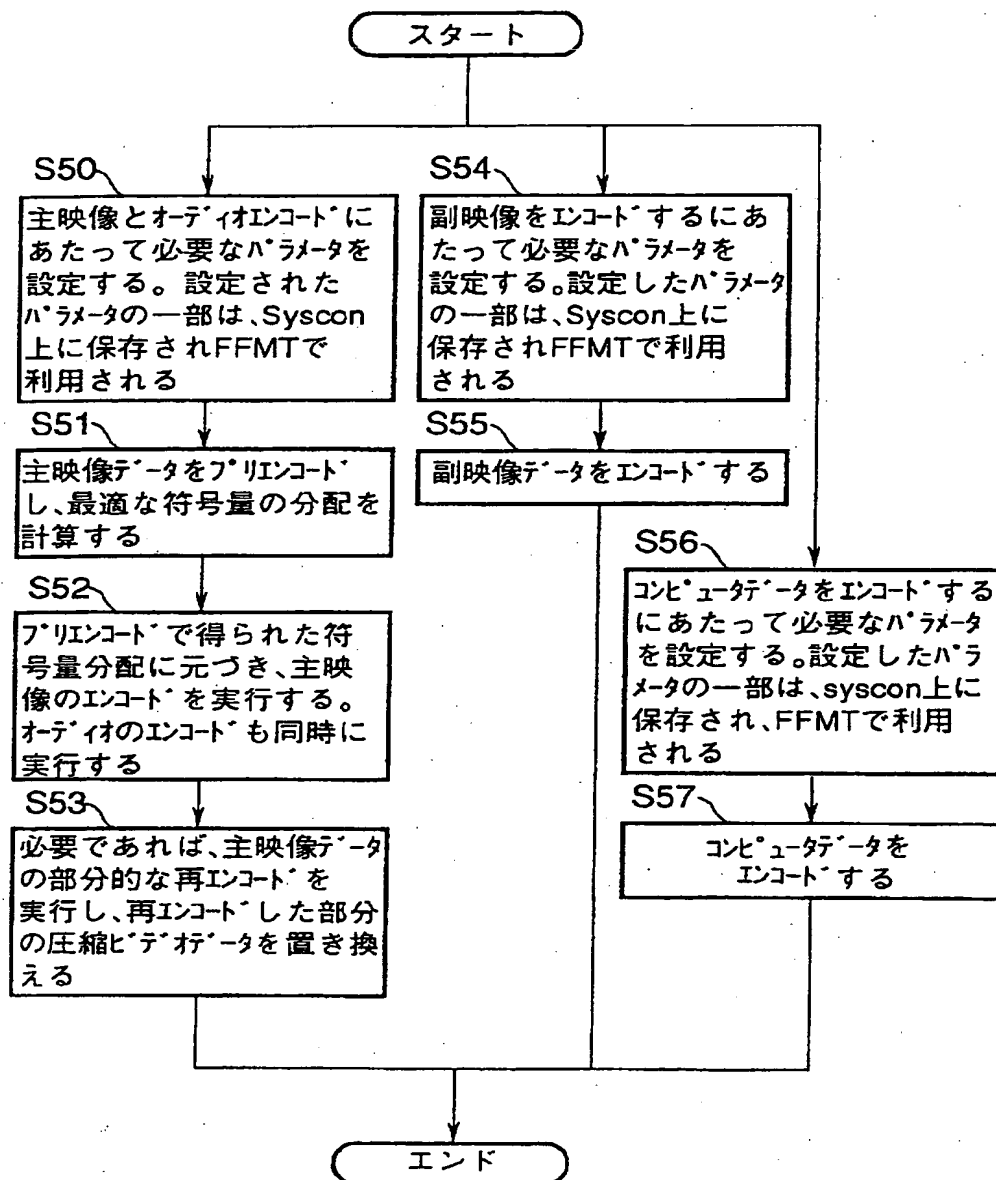 スタート
S50
主映像とオーディオエンコードに
あたって必要なパラメータを
設定する。設定された
パラメータの一部は、Syscon
上に保存されFFMTで
利用される
S51
主映像データをプリエンコード
し、最適な符号量の分配を
計算する
S52
プリエンコードで得られた符
号量分配に元づき、主映
像のエンコードを実行する。
オーディオのエンコードも同時に
実行する
S53
必要であれば、主映像データ
の部分的な再エンコードを
実行し、再エンコードした部分
の圧縮ビデオデータを置き換
える
S54
副映像をエンコードするにあ
たって必要なパラメータを
設定する。設定したパラメータ
の一部は、Syscon上に
保存されFFMTで利用
される
S55
副映像データをエンコードする
S56
コンピュータデータをエンコードする
にあたって必要なパラメータ
を設定する。設定したパラ
メータの一部は、syscon上に
保存され、FFMTで利用
される
S57
コンピュータデータを
エンコードする
エンド